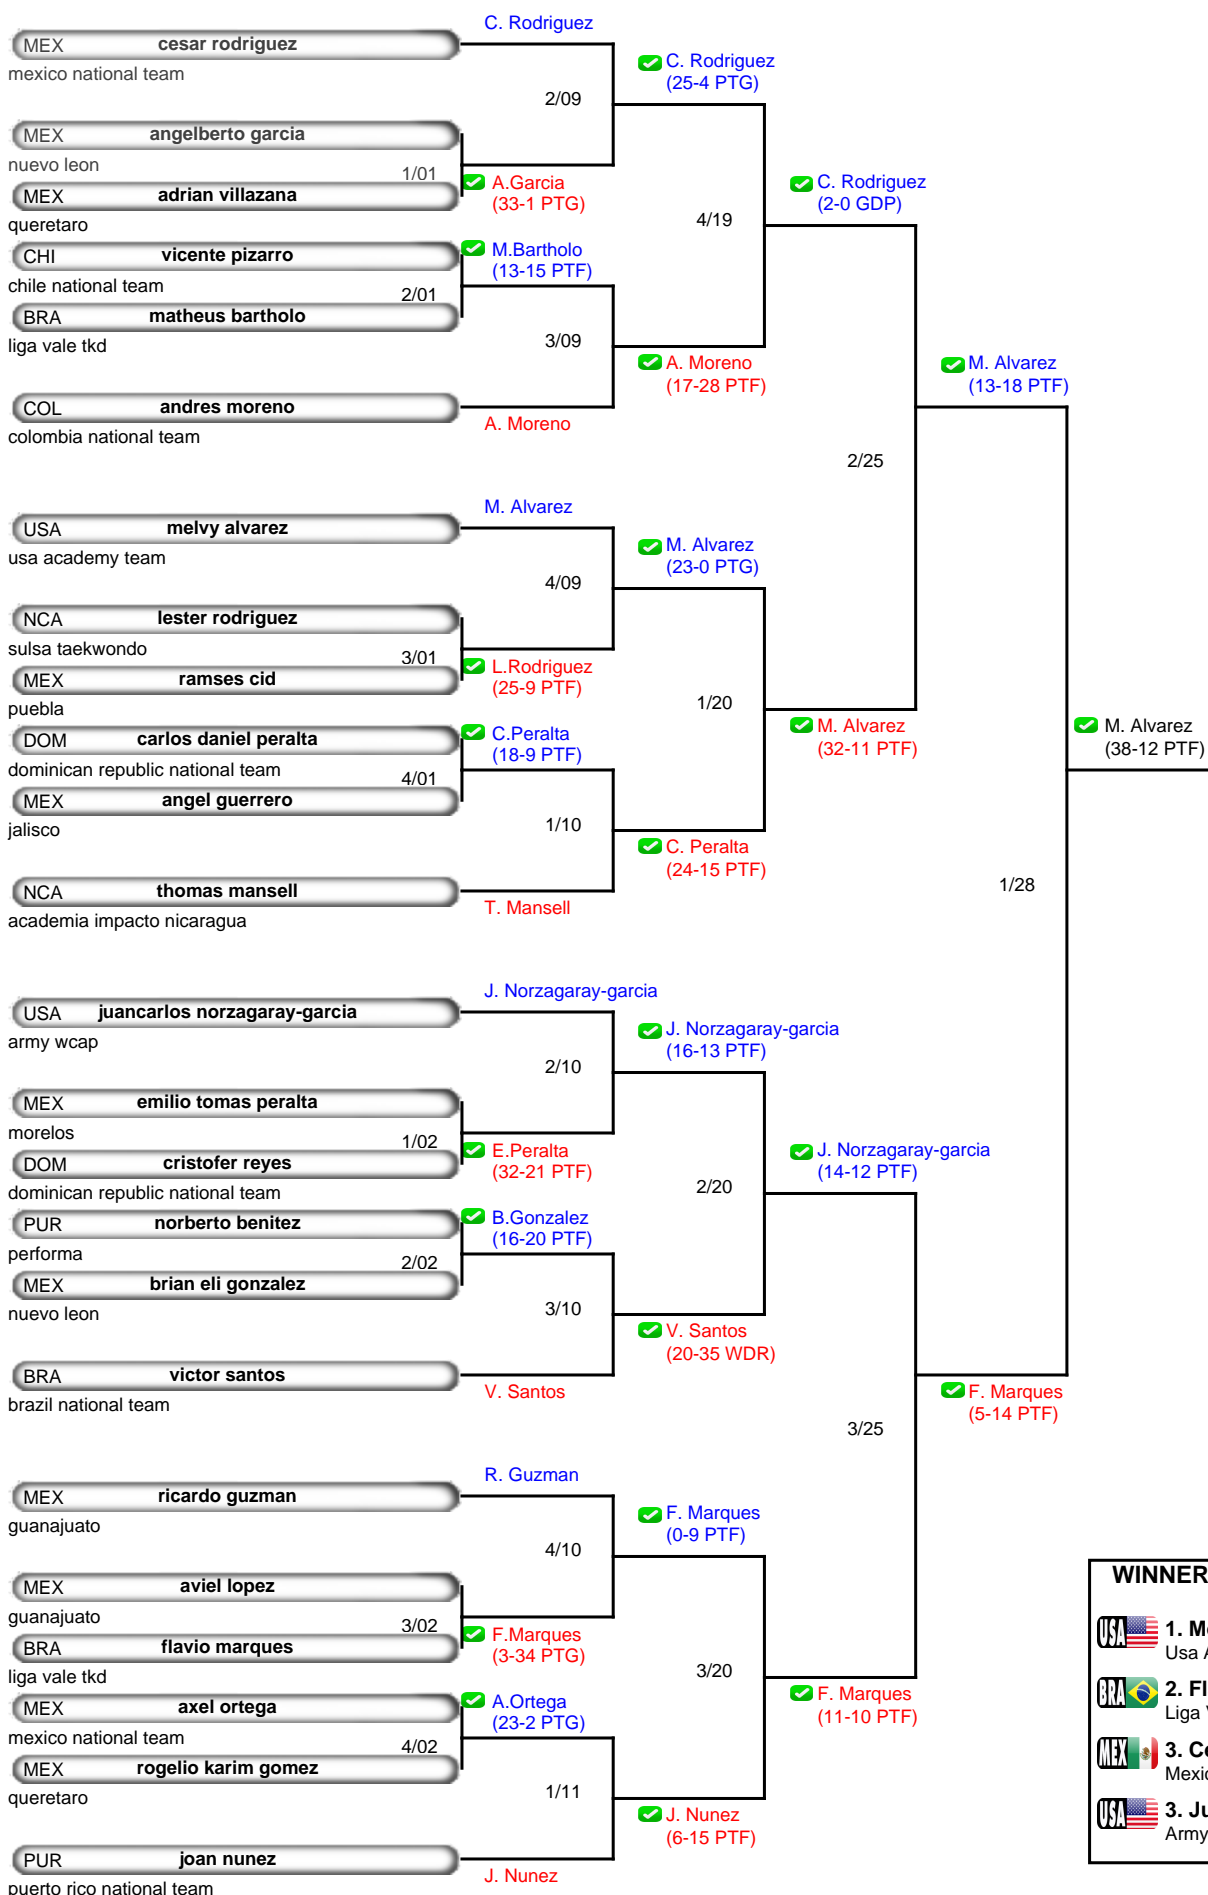 C. Rodriguez
MEX cesar rodriguez
mexico national team
C. Rodriguez
(25-4 PTG)
2/09
MEX angelberto garcia
nuevo leon
1/01
A.Garcia
(33-1 PTG)
MEX adrian villazana
queretaro
C. Rodriguez
(2-0 GDP)
4/19
CHI vicente pizarro
chile national team
M.Bartholo
(13-15 PTF)
2/01
BRA matheus bartholo
liga vale tkd
3/09
A. Moreno
(17-28 PTF)
M. Alvarez
(13-18 PTF)
COL andres moreno
colombia national team
A. Moreno
2/25
M. Alvarez
USA melvy alvarez
usa academy team
M. Alvarez
(23-0 PTG)
4/09
NCA lester rodriguez
sulsa taekwondo
3/01
L.Rodriguez
(25-9 PTF)
MEX ramses cid
puebla
1/20
M. Alvarez
(32-11 PTF)
M. Alvarez
(38-12 PTF)
DOM carlos daniel peralta
dominican republic national team
C.Peralta
(18-9 PTF)
4/01
MEX angel guerrero
jalisco
1/10
C. Peralta
(24-15 PTF)
NCA thomas mansell
academia impacto nicaragua
T. Mansell
1/28
J. Norzagaray-garcia
USA juancarlos norzagaray-garcia
army wcap
J. Norzagaray-garcia
(16-13 PTF)
2/10
MEX emilio tomas peralta
morelos
1/02
E.Peralta
(32-21 PTF)
DOM cristofer reyes
dominican republic national team
J. Norzagaray-garcia
(14-12 PTF)
2/20
PUR norberto benitez
performa
B.Gonzalez
(16-20 PTF)
2/02
MEX brian eli gonzalez
nuevo leon
3/10
V. Santos
(20-35 WDR)
BRA victor santos
brazil national team
V. Santos
F. Marques
(5-14 PTF)
3/25
R. Guzman
MEX ricardo guzman
guanajuato
F. Marques
(0-9 PTF)
4/10
MEX aviel lopez
guanajuato
3/02
F.Marques
(3-34 PTG)
BRA flavio marques
liga vale tkd
3/20
F. Marques
(11-10 PTF)
MEX axel ortega
mexico national team
A.Ortega
(23-2 PTG)
4/02
MEX rogelio karim gomez
queretaro
1/11
J. Nunez
(6-15 PTF)
PUR joan nunez
puerto rico national team
J. Nunez
WINNER
USA 1. Me
Usa A
BRA 2. Fl
Liga V
MEX 3. Ce
Mexic
USA 3. Ju
Army